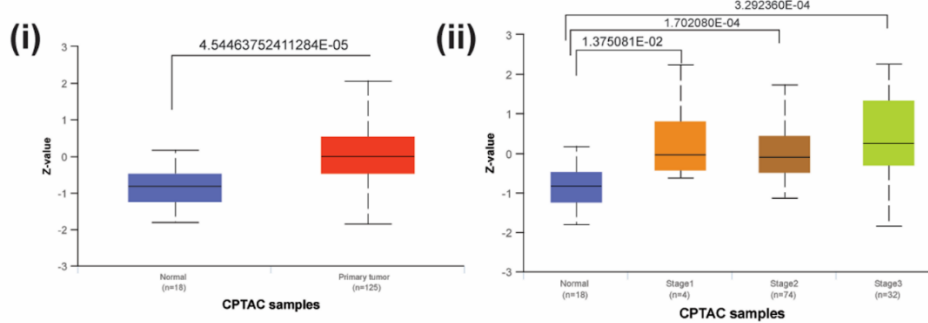 (i)
4.54463752411284E-05
3
2
1
0
-1
-2
-3
Z-value
Normal
(n=18)
Primary tumor
(n=125)
CPTAC samples
(ii)
3.292360E-04
1.702080E-04
1.375081E-02
3
2
1
0
-1
-2
-3
Z-value
Normal
(n=18)
Stage1
(n=4)
Stage2
(n=74)
Stage3
(n=32)
CPTAC samples